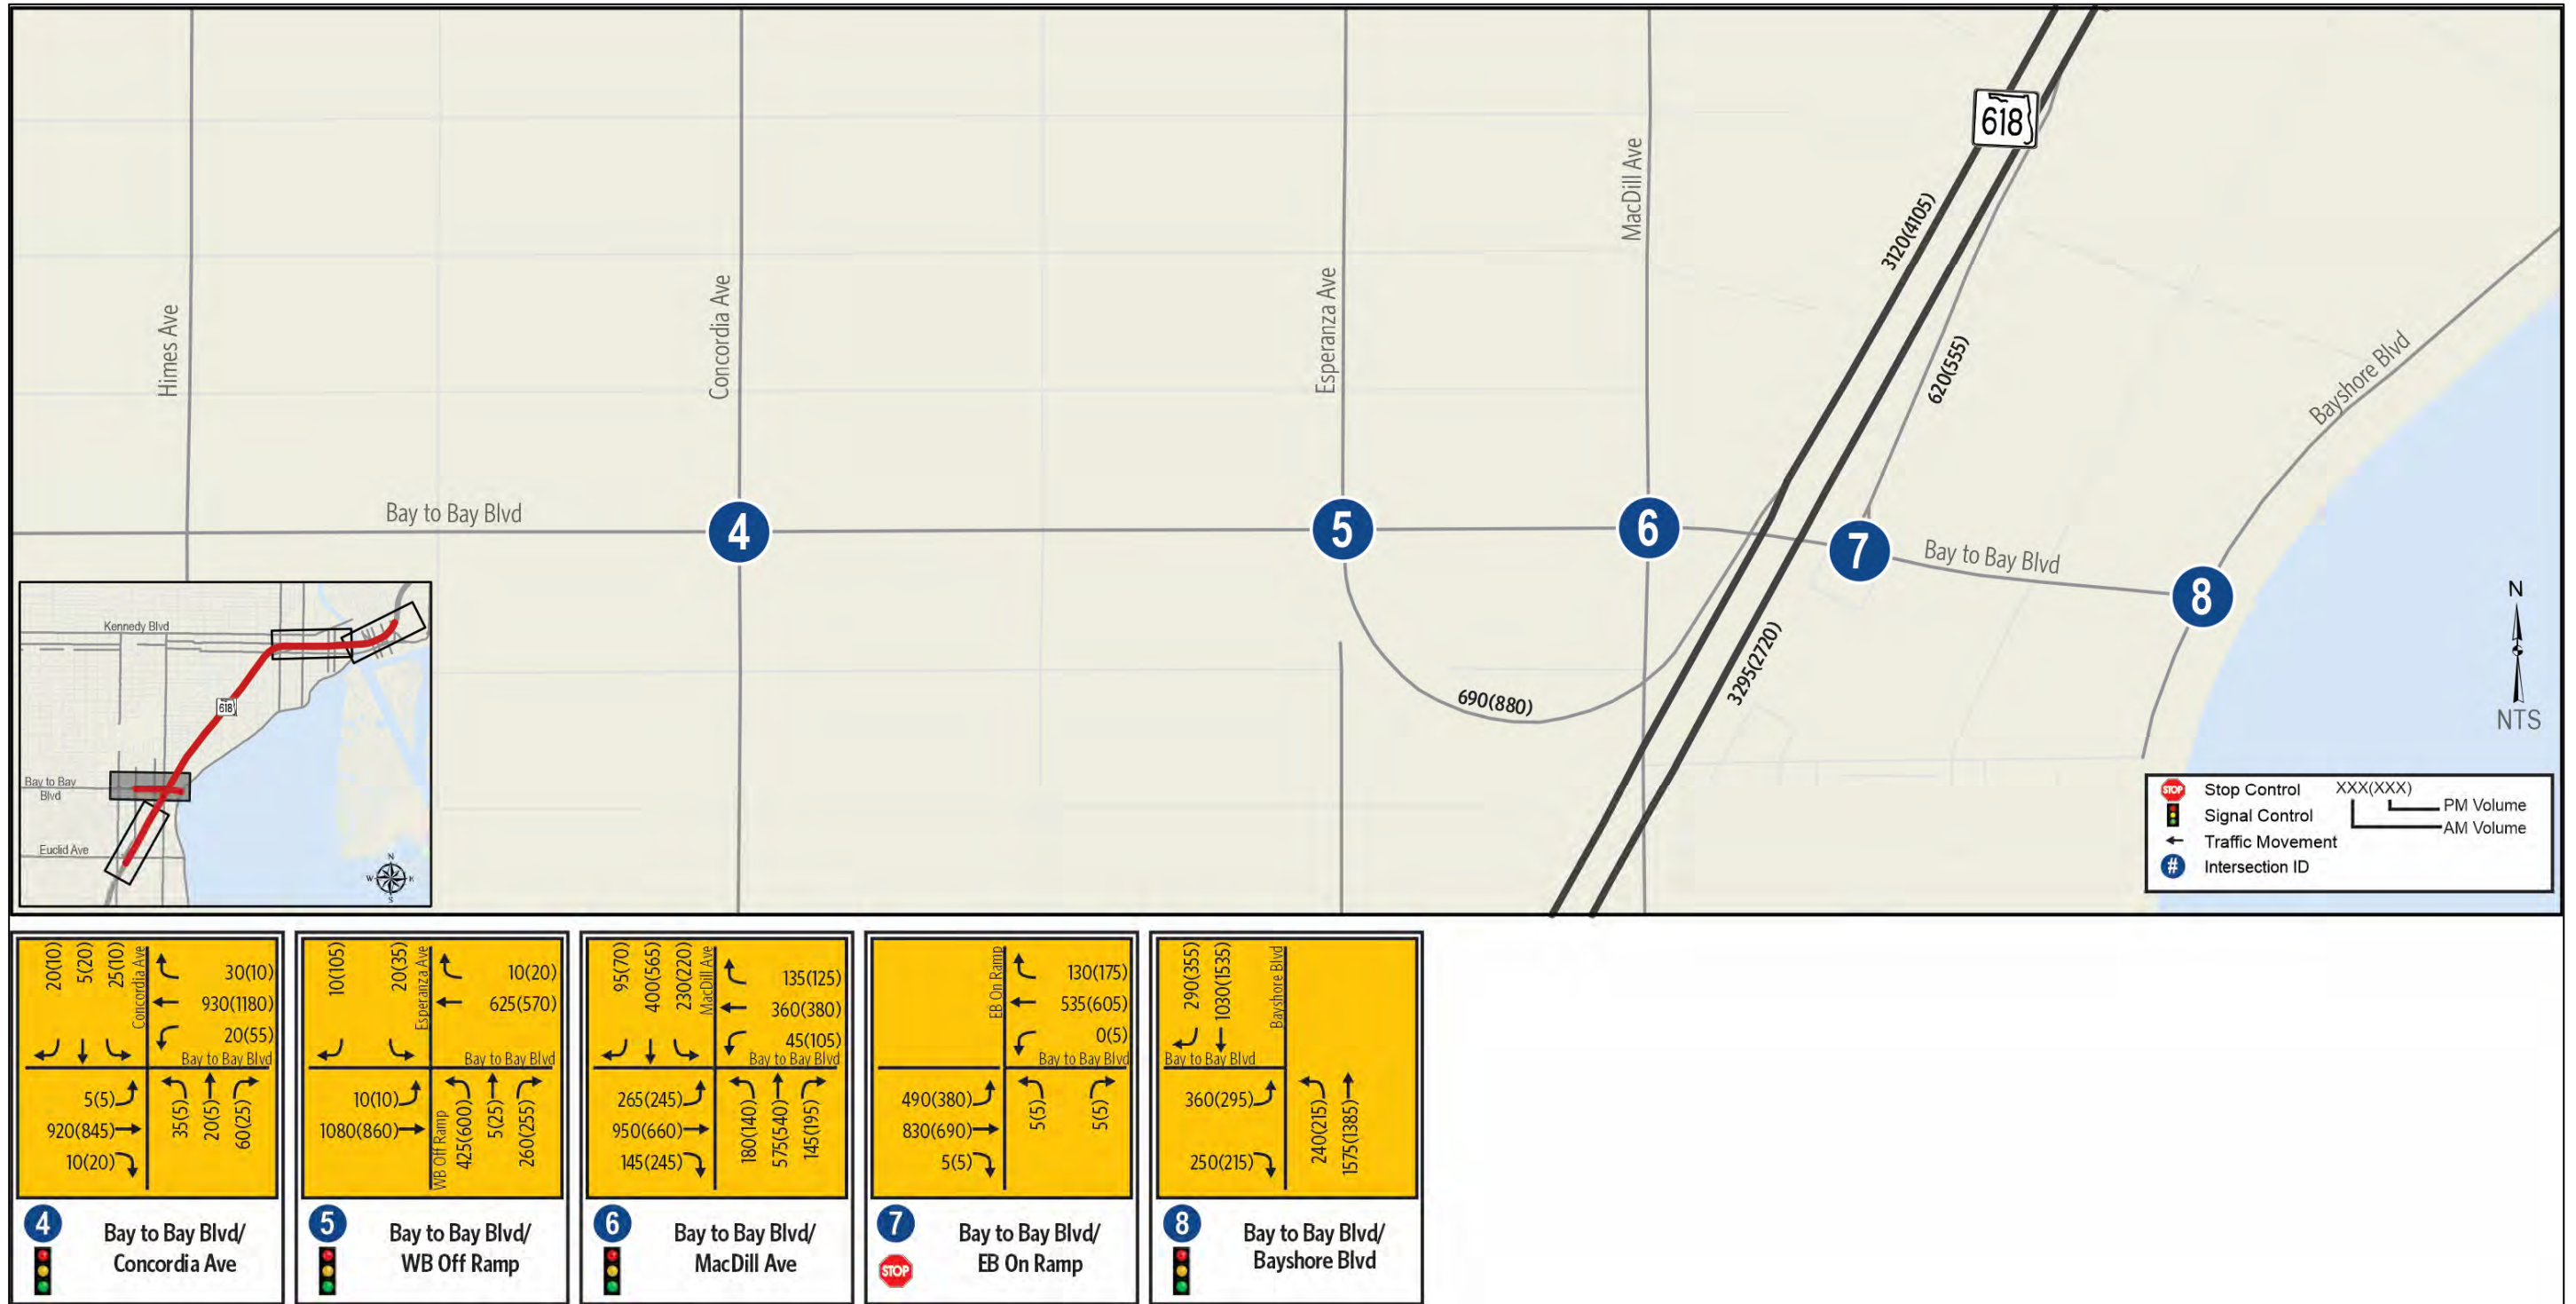 618
MacDill Ave
3120(4105)
Esperanza Ave
Concordia Ave
Himes Ave
620(555)
Bayshore Blvd
Bay to Bay Blvd
4
5
6
7
Bay to Bay Blvd
8
N
NTS
3295(2720)
690(880)
Kennedy Blvd
618
Bay to Bay
Blvd
Euclid Ave
N
W
E
S
STOP Stop Control
Signal Control
Traffic Movement
# Intersection ID
XXX(XXX)
PM Volume
AM Volume
20(10)
5(20)
25(10)
Concordia Ave
30(10)
930(1180)
20(55)
Bay to Bay Blvd
5(5)
920(845)
10(20)
35(5)
20(5)
60(25)
4
Bay to Bay Blvd/
Concordia Ave
10(105)
20(35)
Esperanza Ave
10(20)
625(570)
Bay to Bay Blvd
10(10)
1080(860)
WB Off Ramp
425(600)
5(25)
260(255)
5
Bay to Bay Blvd/
WB Off Ramp
95(70)
400(565)
230(220)
MacDill Ave
135(125)
360(380)
45(105)
Bay to Bay Blvd
265(245)
950(660)
145(245)
180(140)
575(540)
145(195)
6
Bay to Bay Blvd/
MacDill Ave
EB On Ramp
130(175)
535(605)
0(5)
Bay to Bay Blvd
490(380)
830(690)
5(5)
5(5)
5(5)
7
STOP
Bay to Bay Blvd/
EB On Ramp
290(355)
1030(1535)
Bayshore Blvd
Bay to Bay Blvd
360(295)
250(215)
240(215)
1575(1385)
8
Bay to Bay Blvd/
Bayshore Blvd